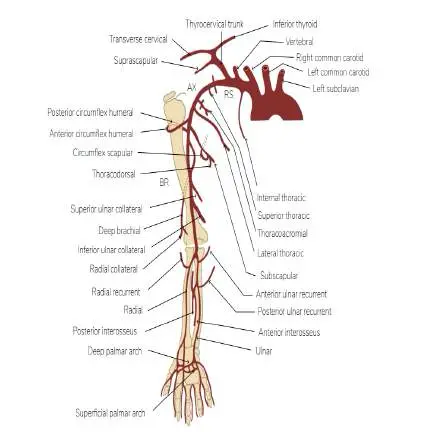 Thyrocervical trunk
Inferior thyroid
Transverse cervical
Vertebral
Suprascapular
Right common carotid
Left common carotid
Left subclavian
AX
RS
Posterior circumflex humeral
Anterior circumflex humeral
Circumflex scapular
Thoracodorsal
BR
Internal thoracic
Superior thoracic
Thoracoacromial
Lateral thoracic
Subscapular
Superior ulnar collateral
Deep brachial
Inferior ulnar collateral
Radial collateral
Radial recurrent
Radial
Posterior interosseus
Deep palmar arch
Superficial palmar arch
Anterior ulnar recurrent
Posterior ulnar recurrent
Anterior interosseus
Ulnar